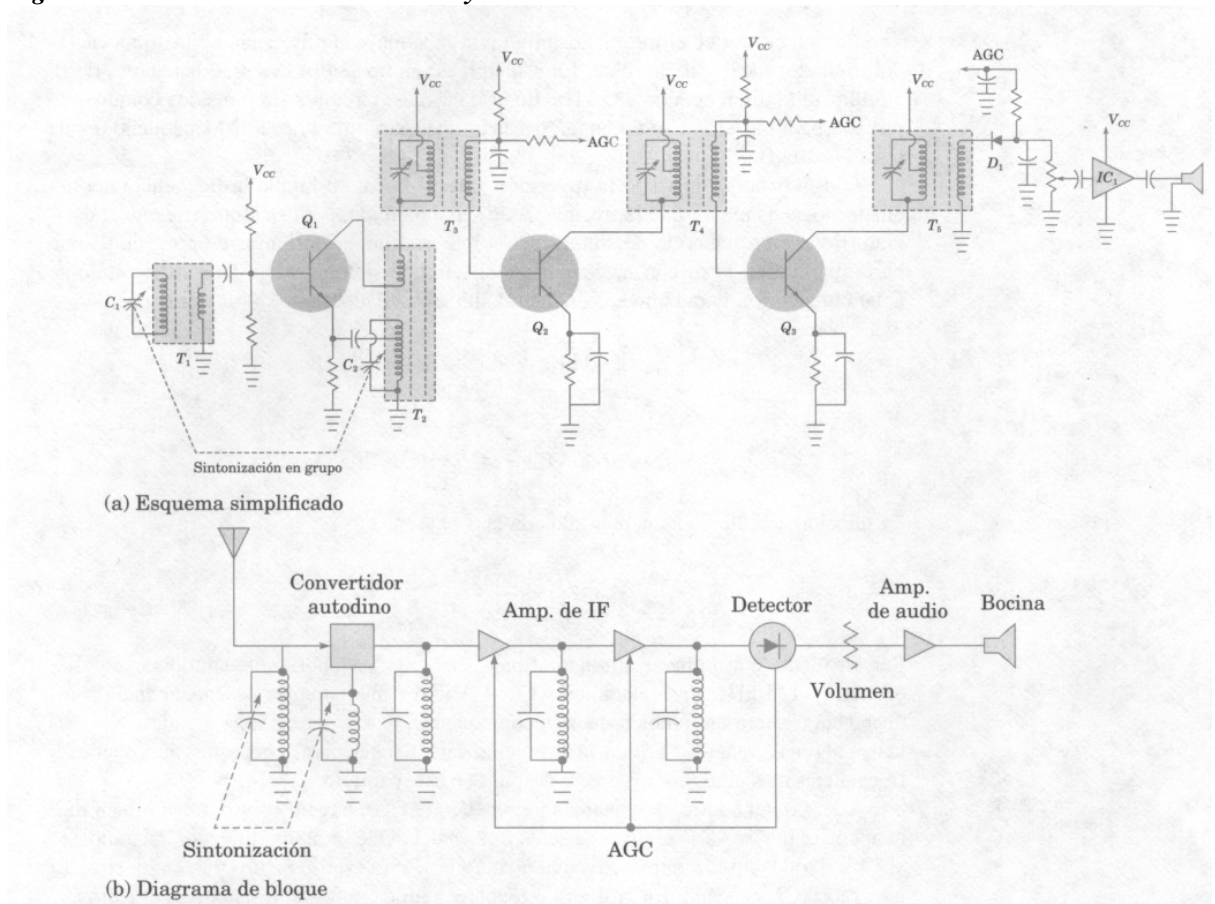 V_CC
V_CC
AGC
V_CC
V_CC
AGC
V_CC
AGC
V_CC
V_CC
Q_1
T_3
T_4
T_5
D_1
IC_1
C_1
T_1
C_2
T_2
Q_2
Q_3
Sintonización en grupo
(a) Esquema simplificado
Convertidor
autodino
Amp. de IF
Detector
Amp.
de audio
Bocina
Volumen
Sintonización
AGC
(b) Diagrama de bloque